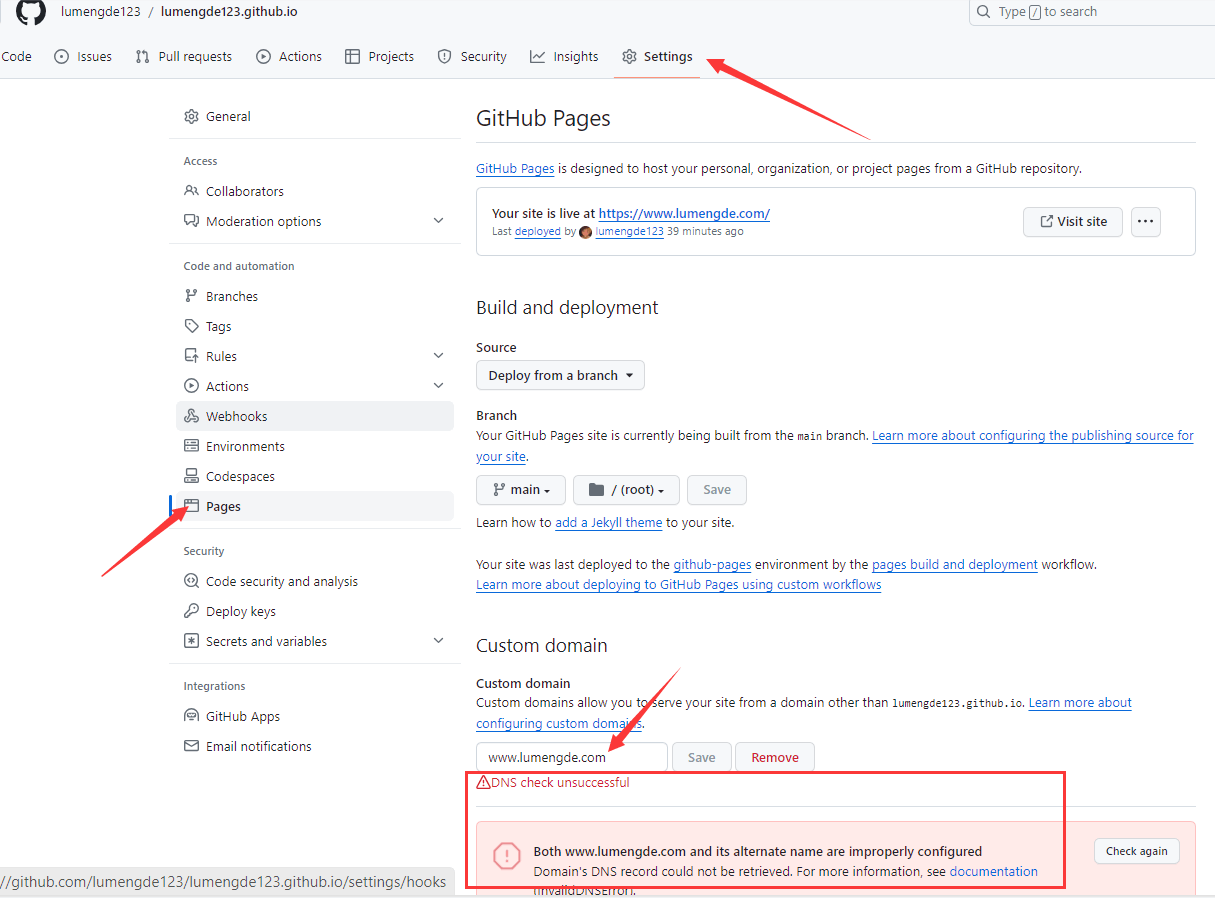 lumengde123 / lumengde123.github.io
Type / to search
Code Issues Pull requests Actions Projects Security Insights Settings
General
Access
Collaborators
Moderation options
Code and automation
Branches
Tags
Rules
Actions
Webhooks
Environments
Codespaces
Pages
Security
Code security and analysis
Deploy keys
Secrets and variables
Integrations
GitHub Apps
Email notifications
GitHub Pages
GitHub Pages is designed to host your personal, organization, or project pages from a GitHub repository.
Your site is live at https://www.lumengde.com/
Last deployed by lumengde123 39 minutes ago
Visit site
Build and deployment
Source
Deploy from a branch
Branch
Your GitHub Pages site is currently being built from the main branch. Learn more about configuring the publishing source for
your site.
main / (root) Save
Learn how to add a Jekyll theme to your site.
Your site was last deployed to the github-pages environment by the pages build and deployment workflow.
Learn more about deploying to GitHub Pages using custom workflows
Custom domain
Custom domain
Custom domains allow you to serve your site from a domain other than lumengde123.github.io. Learn more about
configuring custom domains.
www.lumengde.com Save Remove
DNS check unsuccessful
Both www.lumengde.com and its alternate name are improperly configured
Domain's DNS record could not be retrieved. For more information, see documentation
(InvalidDNSError).
Check again
//github.com/lumengde123/lumengde123.github.io/settings/hooks